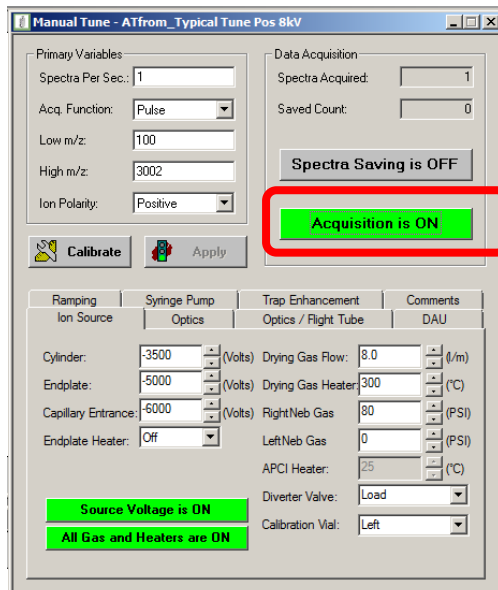 Manual Tune - ATfrom_Typical Tune Pos 8kV
Primary Variables
Spectra Per Sec.: 1
Acq. Function: Pulse
Low m/z: 100
High m/z: 3002
Ion Polarity: Positive
Data Acquisition
Spectra Acquired: 1
Saved Count: 0
Spectra Saving is OFF
Acquisition is ON
Calibrate
Apply
Ramping Syringe Pump Trap Enhancement Comments
Ion Source Optics Optics / Flight Tube DAU
Cylinder: -3500 (Volts)
Endplate: -5000 (Volts)
Capillary Entrance: -6000 (Volts)
Endplate Heater: Off
Source Voltage is ON
All Gas and Heaters are ON
Drying Gas Flow: 8.0 (l/m)
Drying Gas Heater: 300 (°C)
RightNeb Gas 80 (PSI)
LeftNeb Gas 0 (PSI)
APCI Heater: 25 (°C)
Diverter Valve: Load
Calibration Vial: Left